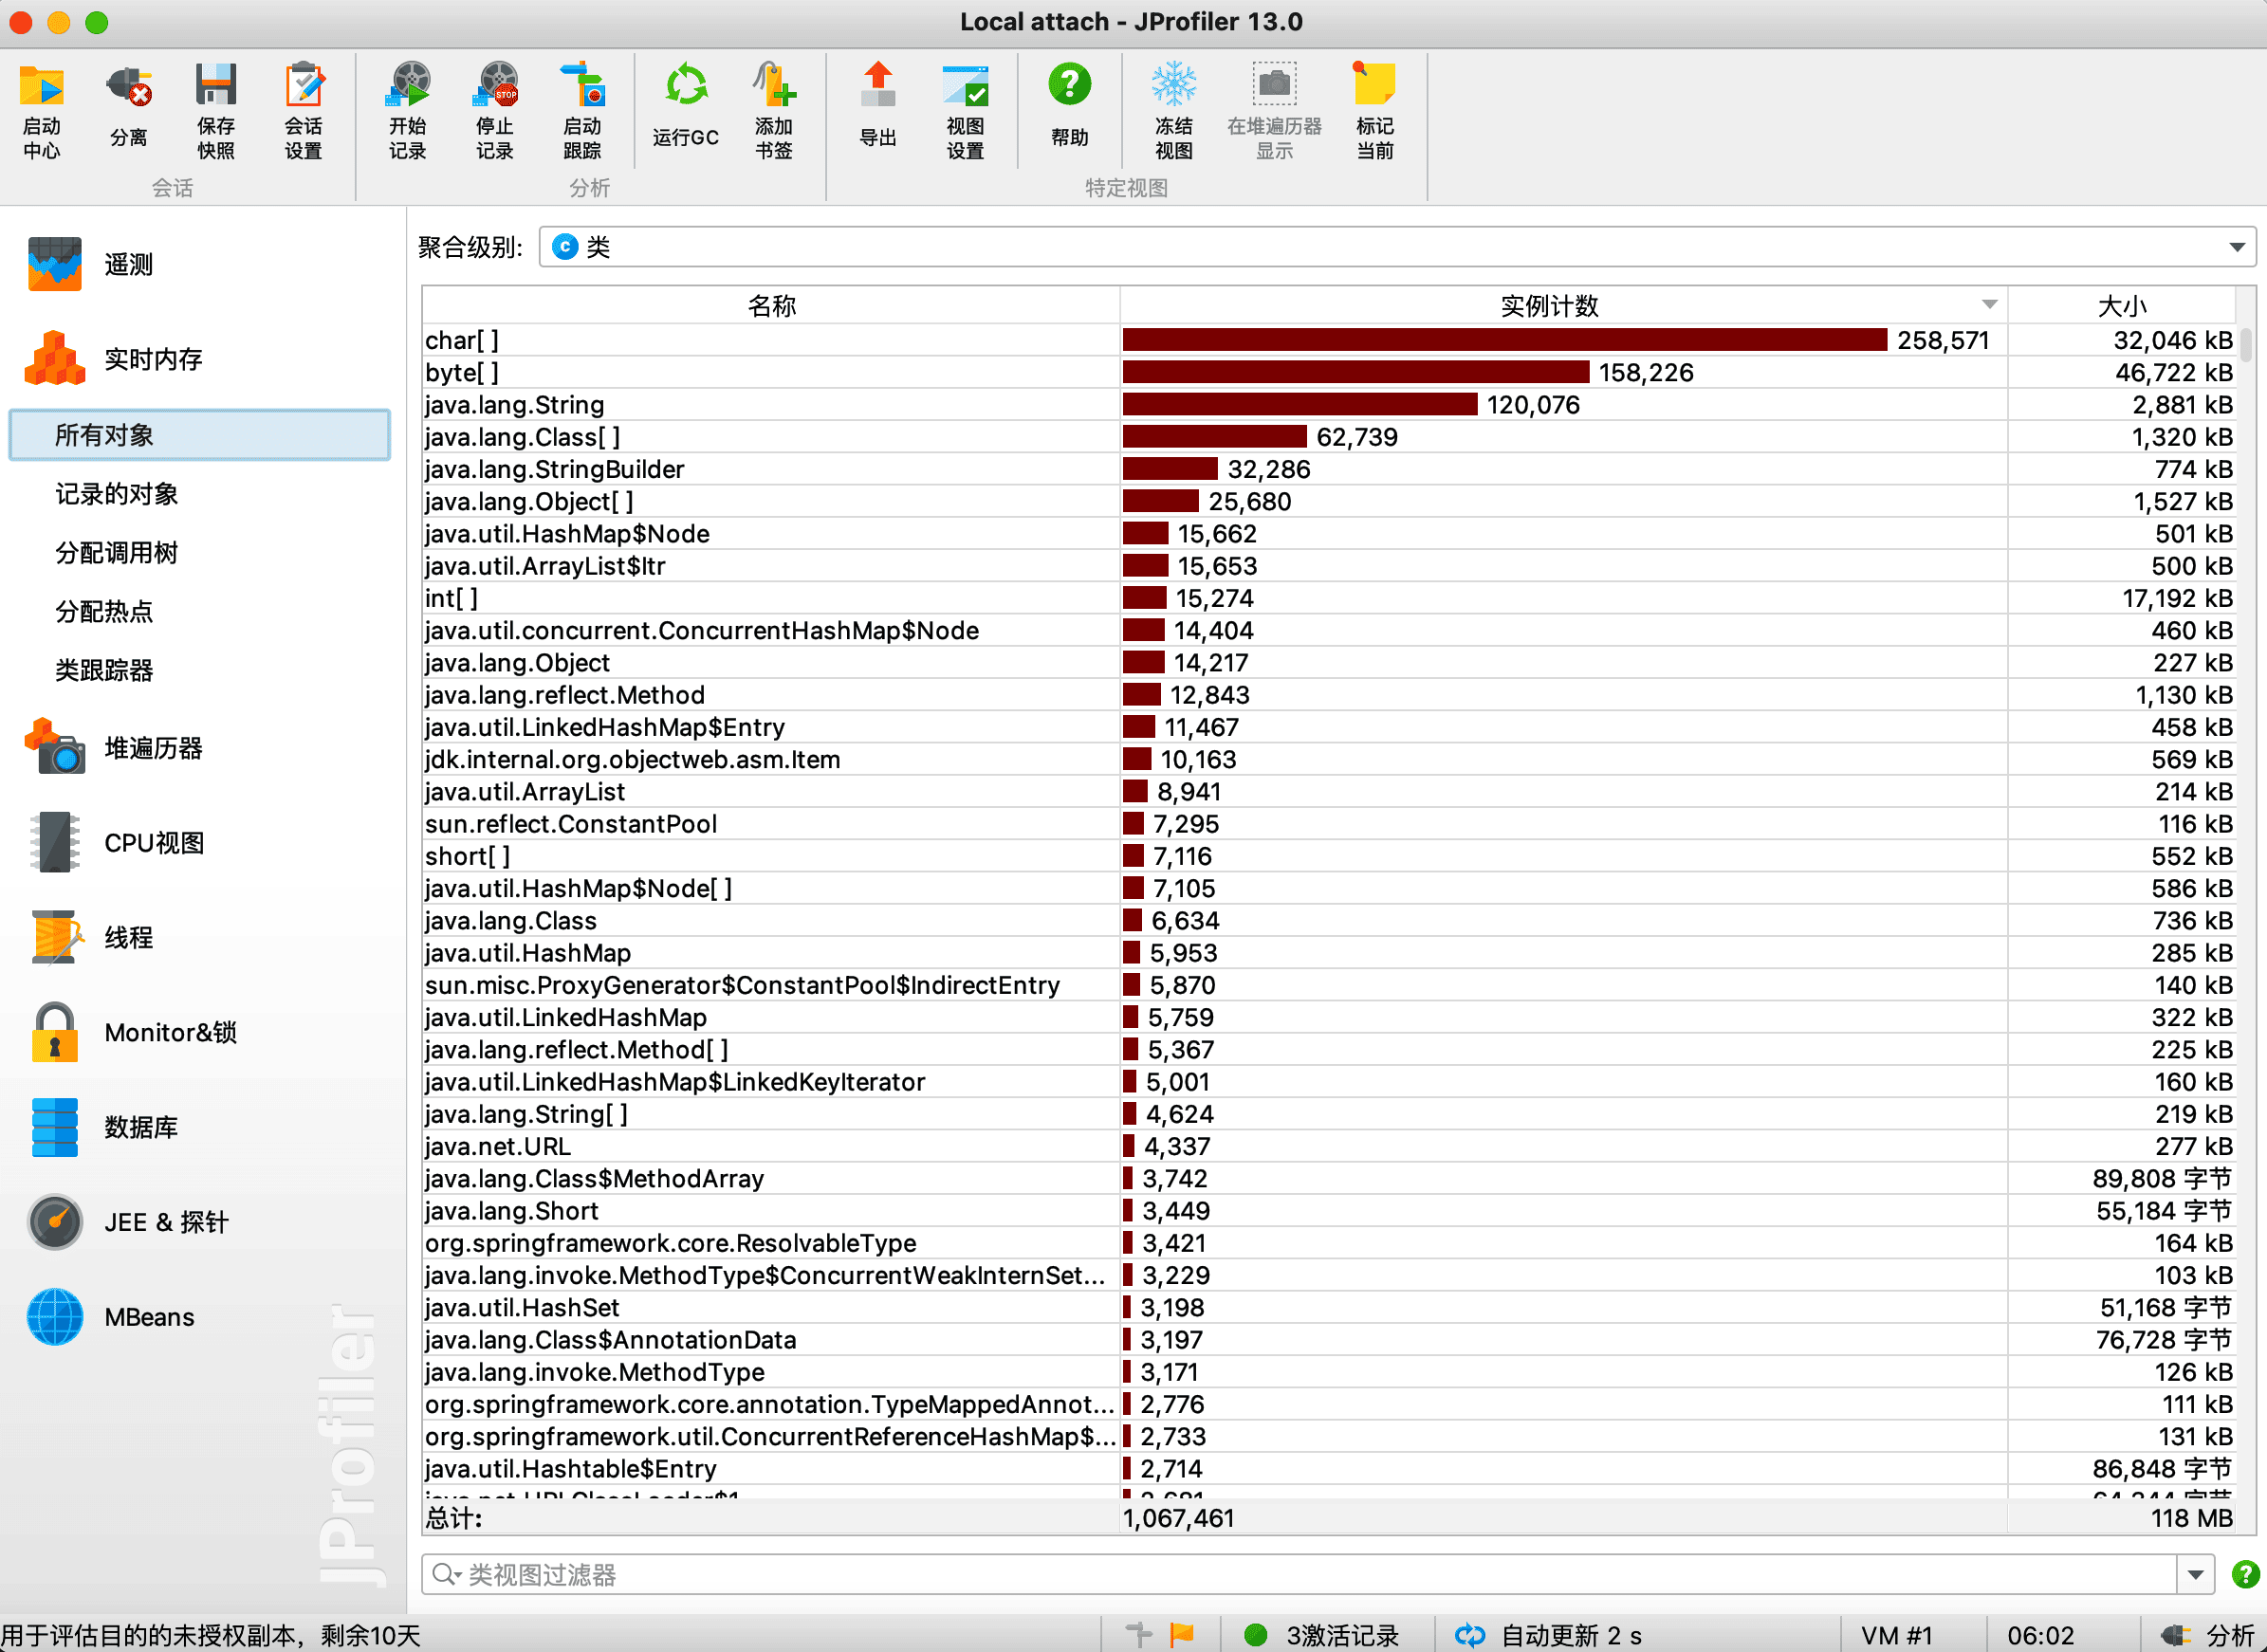 Local attach - JProfiler 13.0
启动中心
分离
保存快照
会话设置
开始记录
停止记录
启动跟踪
运行GC
添加书签
导出
视图设置
帮助
冻结视图
在堆遍历器显示
标记当前
会话
分析
特定视图
遥测
实时内存
所有对象
记录的对象
分配调用树
分配热点
类跟踪器
堆遍历器
CPU视图
线程
Monitor&锁
数据库
JEE & 探针
MBeans
JProfiler
聚合级别: 类
名称 实例计数 大小
char[ ] 258,571 32,046 kB
byte[ ] 158,226 46,722 kB
java.lang.String 120,076 2,881 kB
java.lang.Class[ ] 62,739 1,320 kB
java.lang.StringBuilder 32,286 774 kB
java.lang.Object[ ] 25,680 1,527 kB
java.util.HashMap$Node 15,662 501 kB
java.util.ArrayList$Itr 15,653 500 kB
int[ ] 15,274 17,192 kB
java.util.concurrent.ConcurrentHashMap$Node 14,404 460 kB
java.lang.Object 14,217 227 kB
java.lang.reflect.Method 12,843 1,130 kB
java.util.LinkedHashMap$Entry 11,467 458 kB
jdk.internal.org.objectweb.asm.Item 10,163 569 kB
java.util.ArrayList 8,941 214 kB
sun.reflect.ConstantPool 7,295 116 kB
short[ ] 7,116 552 kB
java.util.HashMap$Node[ ] 7,105 586 kB
java.lang.Class 6,634 736 kB
java.util.HashMap 5,953 285 kB
sun.misc.ProxyGenerator$ConstantPool$IndirectEntry 5,870 140 kB
java.util.LinkedHashMap 5,759 322 kB
java.lang.reflect.Method[ ] 5,367 225 kB
java.util.LinkedHashMap$LinkedKeyIterator 5,001 160 kB
java.lang.String[ ] 4,624 219 kB
java.net.URL 4,337 277 kB
java.lang.Class$MethodArray 3,742 89,808 字节
java.lang.Short 3,449 55,184 字节
org.springframework.core.ResolvableType 3,421 164 kB
java.lang.invoke.MethodType$ConcurrentWeakInternSet... 3,229 103 kB
java.util.HashSet 3,198 51,168 字节
java.lang.Class$AnnotationData 3,197 76,728 字节
java.lang.invoke.MethodType 3,171 126 kB
org.springframework.core.annotation.TypeMappedAnnot... 2,776 111 kB
org.springframework.util.ConcurrentReferenceHashMap$... 2,733 131 kB
java.util.Hashtable$Entry 2,714 86,848 字节
总计: 1,067,461 118 MB
类视图过滤器
用于评估目的的未授权副本，剩余10天 3激活记录 自动更新 2 s VM #1 06:02 分析